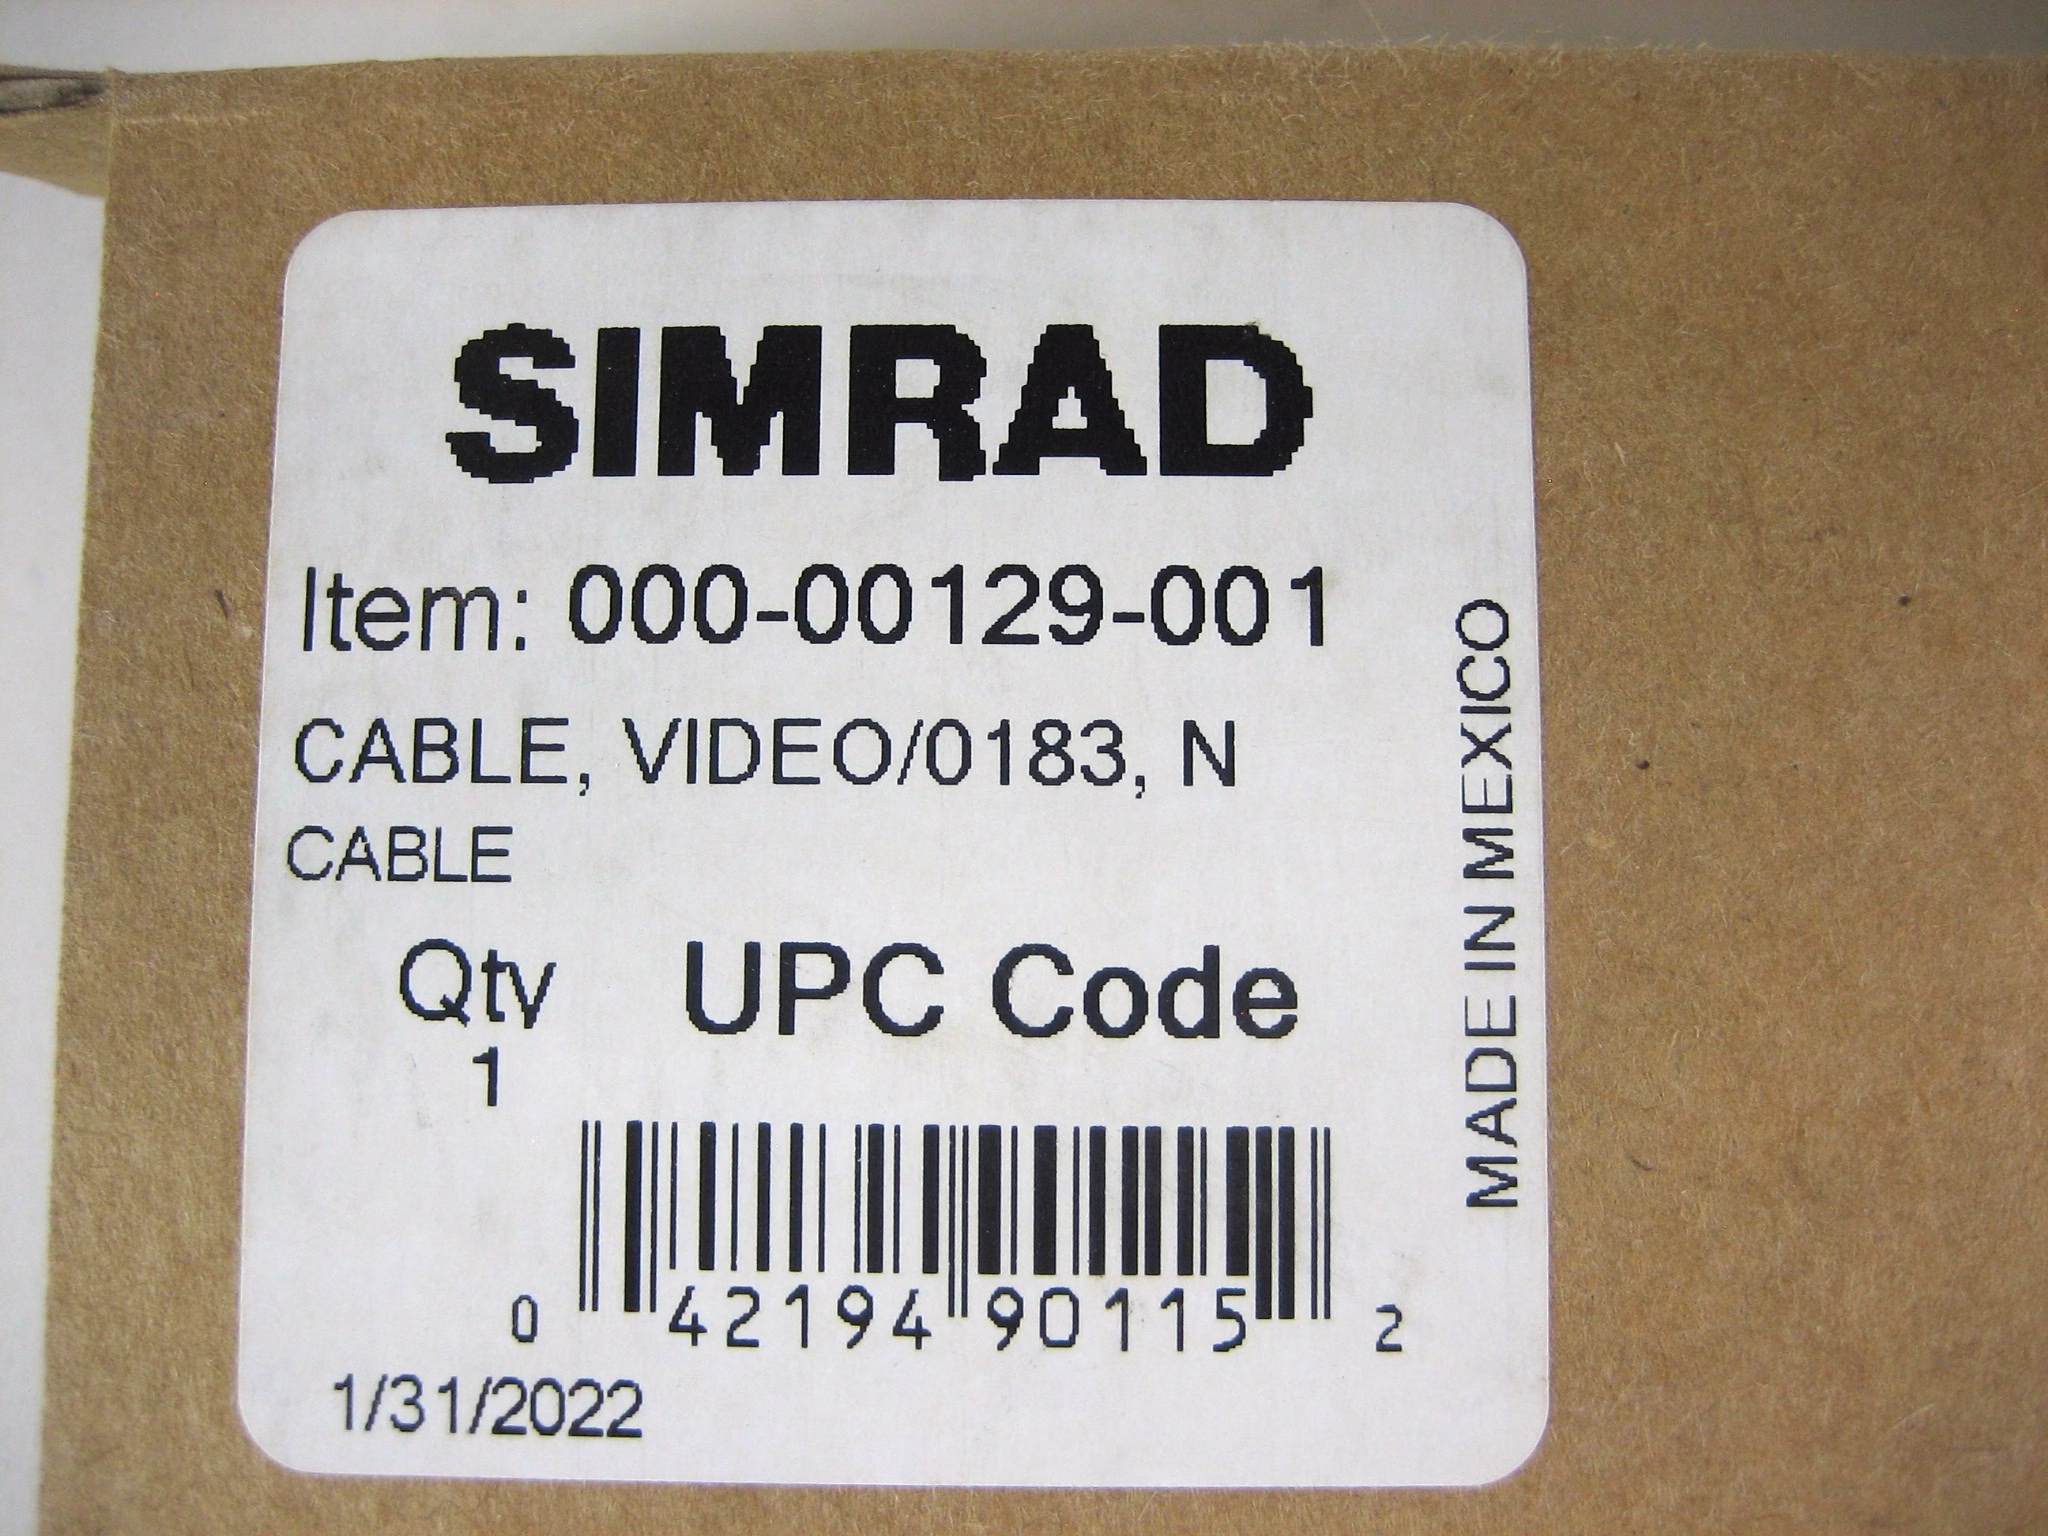 SIMRAD
Item: 000-00129-001
CABLE, VIDEO/0183, N
CABLE
Qty UPC Code
1
0 42194 90115 2
1/31/2022
MADE IN MEXICO